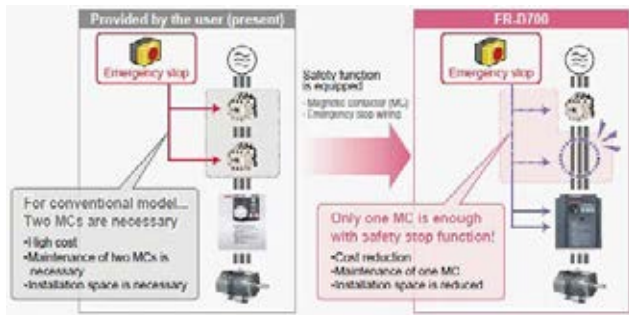 Provided by the user (present)
Emergency stop
For conventional model...
Two MCs are necessary
•High cost
•Maintenance of two MCs is
necessary
•Installation space is necessary
Safety function
is equipped
- Magnetic contactor (MC)
- Emergency stop wiring
FR-D700
Emergency stop
Only one MC is enough
with safety stop function!
•Cost reduction
•Maintenance of one MC
•Installation space is reduced